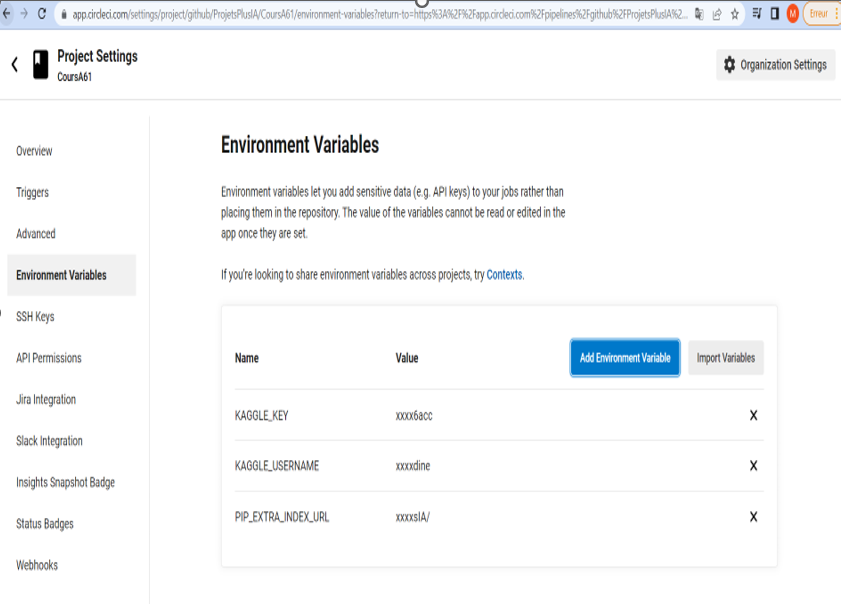 app.circleci.com/settings/project/github/ProjetsPlusIA/CoursA61/environment-variables?return-to=https%3A%2F%2Fapp.circleci.com%2Fpipelines%2Fgithub%2FProjetsPlusIA%2...
M
Erreur
Project Settings
CoursA61
Organization Settings
Overview
Triggers
Advanced
Environment Variables
SSH Keys
API Permissions
Jira Integration
Slack Integration
Insights Snapshot Badge
Status Badges
Webhooks
Environment Variables
Environment variables let you add sensitive data (e.g. API keys) to your jobs rather than
placing them in the repository. The value of the variables cannot be read or edited in the
app once they are set.
If you're looking to share environment variables across projects, try Contexts.
Name Value Add Environment Variable Import Variables
KAGGLE_KEY xxxx6acc X
KAGGLE_USERNAME xxxxdine X
PIP_EXTRA_INDEX_URL xxxxsIA/ X